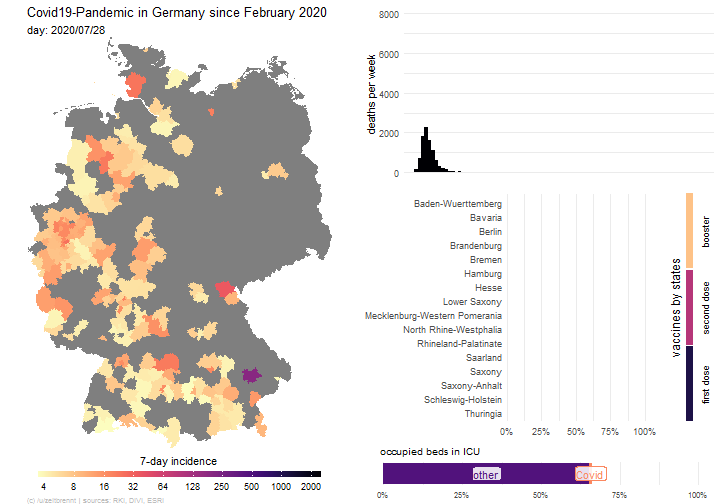 Covid19-Pandemic in Germany since February 2020
day: 2020/07/28
7-day incidence
4 8 16 32 64 125 250 500 1000 2000
(c) /u/zeitbrennt | sources: RKI, DIVI, ESRI
deaths per week
8000
6000
4000
2000
0
Baden-Wuerttemberg
Bavaria
Berlin
Brandenburg
Bremen
Hamburg
Hesse
Lower Saxony
Mecklenburg-Western Pomerania
North Rhine-Westphalia
Rhineland-Palatinate
Saarland
Saxony
Saxony-Anhalt
Schleswig-Holstein
Thuringia
0% 25% 50% 75% 100%
vaccines by states
booster
second dose
first dose
occupied beds in ICU
other
Covid
0% 25% 50% 75% 100%